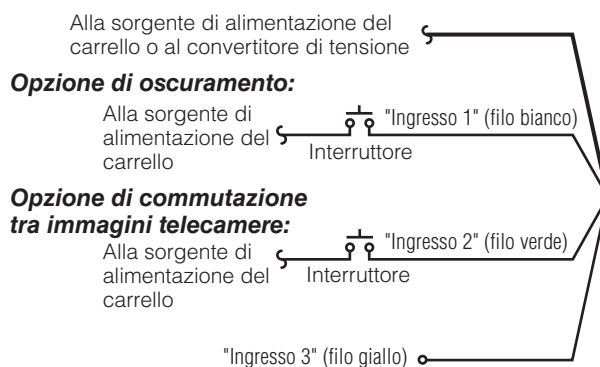 Alla sorgente di alimentazione del
carrello o al convertitore di tensione
Opzione di oscuramento:
Alla sorgente di
alimentazione del
carrello
"Ingresso 1" (filo bianco)
Interruttore
Opzione di commutazione
tra immagini telecamere:
Alla sorgente di
alimentazione del
carrello
"Ingresso 2" (filo verde)
Interruttore
"Ingresso 3" (filo giallo)